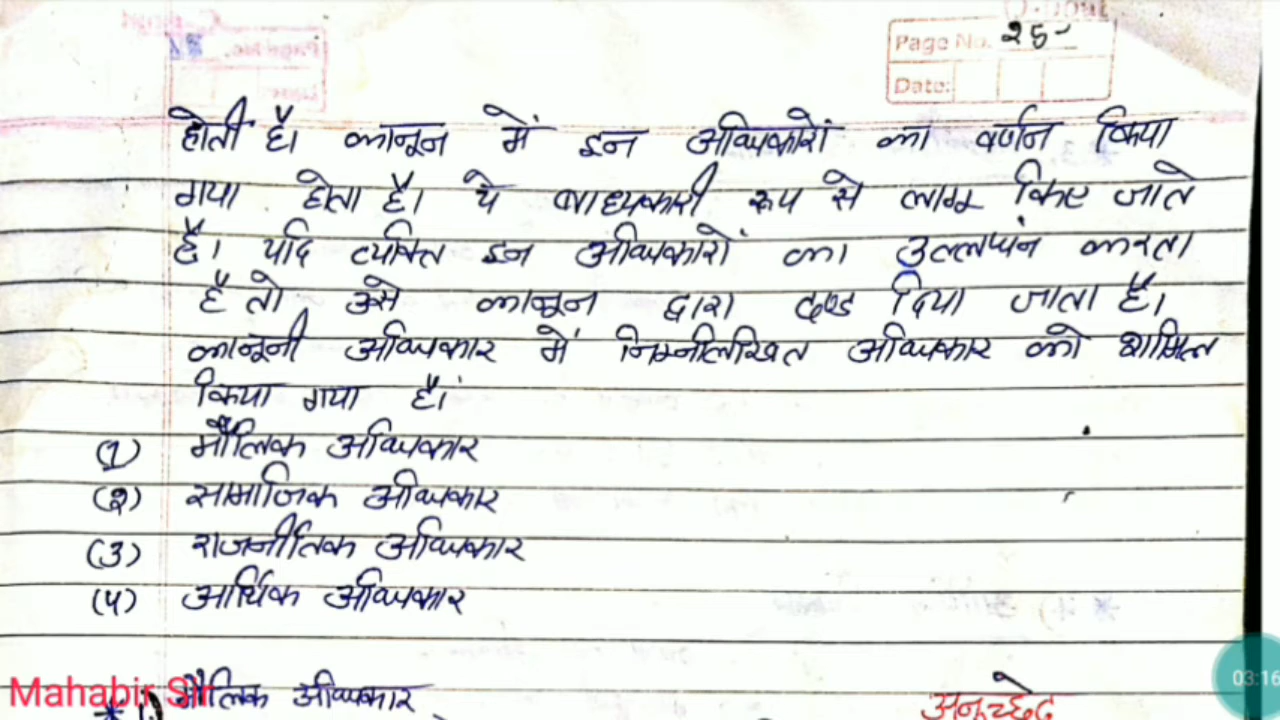 Page No. 25
Date:
होती है। कानून में इन अधिकारों का वर्णन किया
गया होता है। ये बाध्यकारी रूप से लागू किए जाते
है। यदि व्यक्ति इन अधिकारों का उल्लघंन करता
है तो उसे कानून द्वारा दण्ड दिया जाता है।
कानूनी अधिकार में निम्नलिखित अधिकार को शामिल
किया गया है।
(1) मौलिक अधिकार
(2) सामाजिक अधिकार
(3) राजनीतिक अधिकार
(4) आर्थिक अधिकार
* 1) मौलिक अधिकार अनुच्छेद
Mahabir Sir
03:16